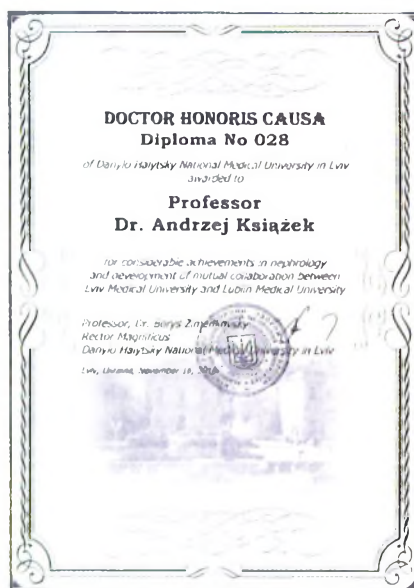 DOCTOR HONORIS CAUSA
Diploma No 028
of Danylo Halytsky National Medical University in Lviv
awarded to
Professor
Dr. Andrzej Książek
for considerable achievements in nephrology
and development of mutual collaboration between
Lviv Medical University and Lublin Medical University
Professor, Dr. Borys
Rector Magnificus
Danylo Halytsky National Medical University in Lviv
Lviv, Ukraine, November